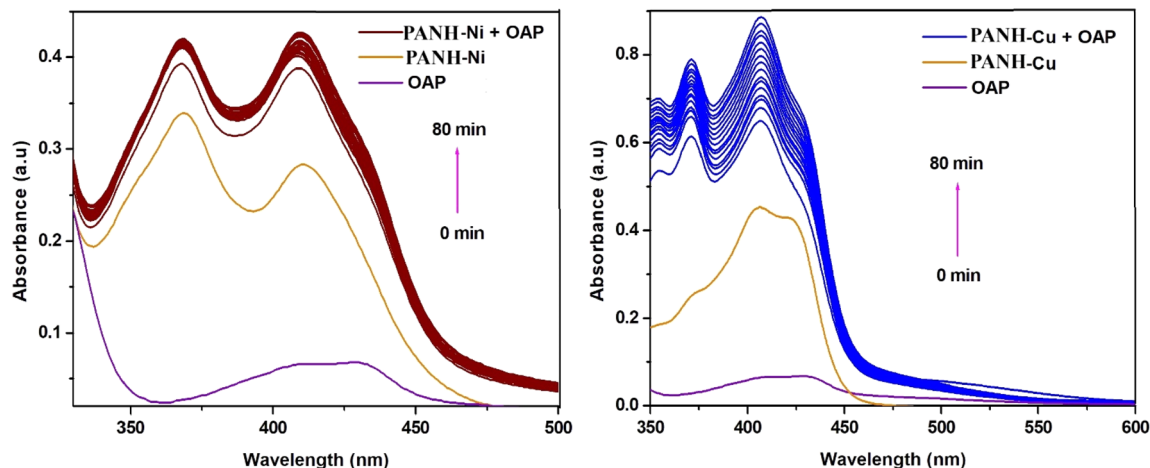 PANH-Ni + OAP
PANH-Ni
OAP
80 min
0 min
0.4
0.3
0.2
0.1
350
400
450
500
Absorbance (a.u)
Wavelength (nm)
PANH-Cu + OAP
PANH-Cu
OAP
80 min
0 min
0.8
0.6
0.4
0.2
0.0
350
400
450
500
550
600
Absorbance (a.u)
Wavelength (nm)